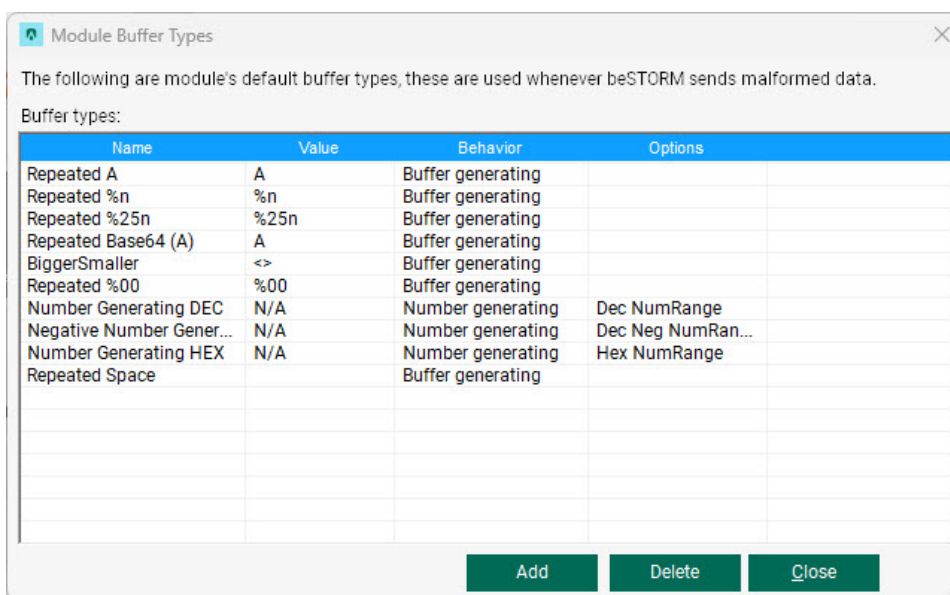 Module Buffer Types
The following are module's default buffer types, these are used whenever beSTORM sends malformed data.
Buffer types:
Name Value Behavior Options
Repeated A A Buffer generating
Repeated %n %n Buffer generating
Repeated %25n %25n Buffer generating
Repeated Base64 (A) A Buffer generating
BiggerSmaller <> Buffer generating
Repeated %00 %00 Buffer generating
Number Generating DEC N/A Number generating Dec NumRange
Negative Number Gener... N/A Number generating Dec Neg NumRan...
Number Generating HEX N/A Number generating Hex NumRange
Repeated Space Buffer generating
Add Delete Close